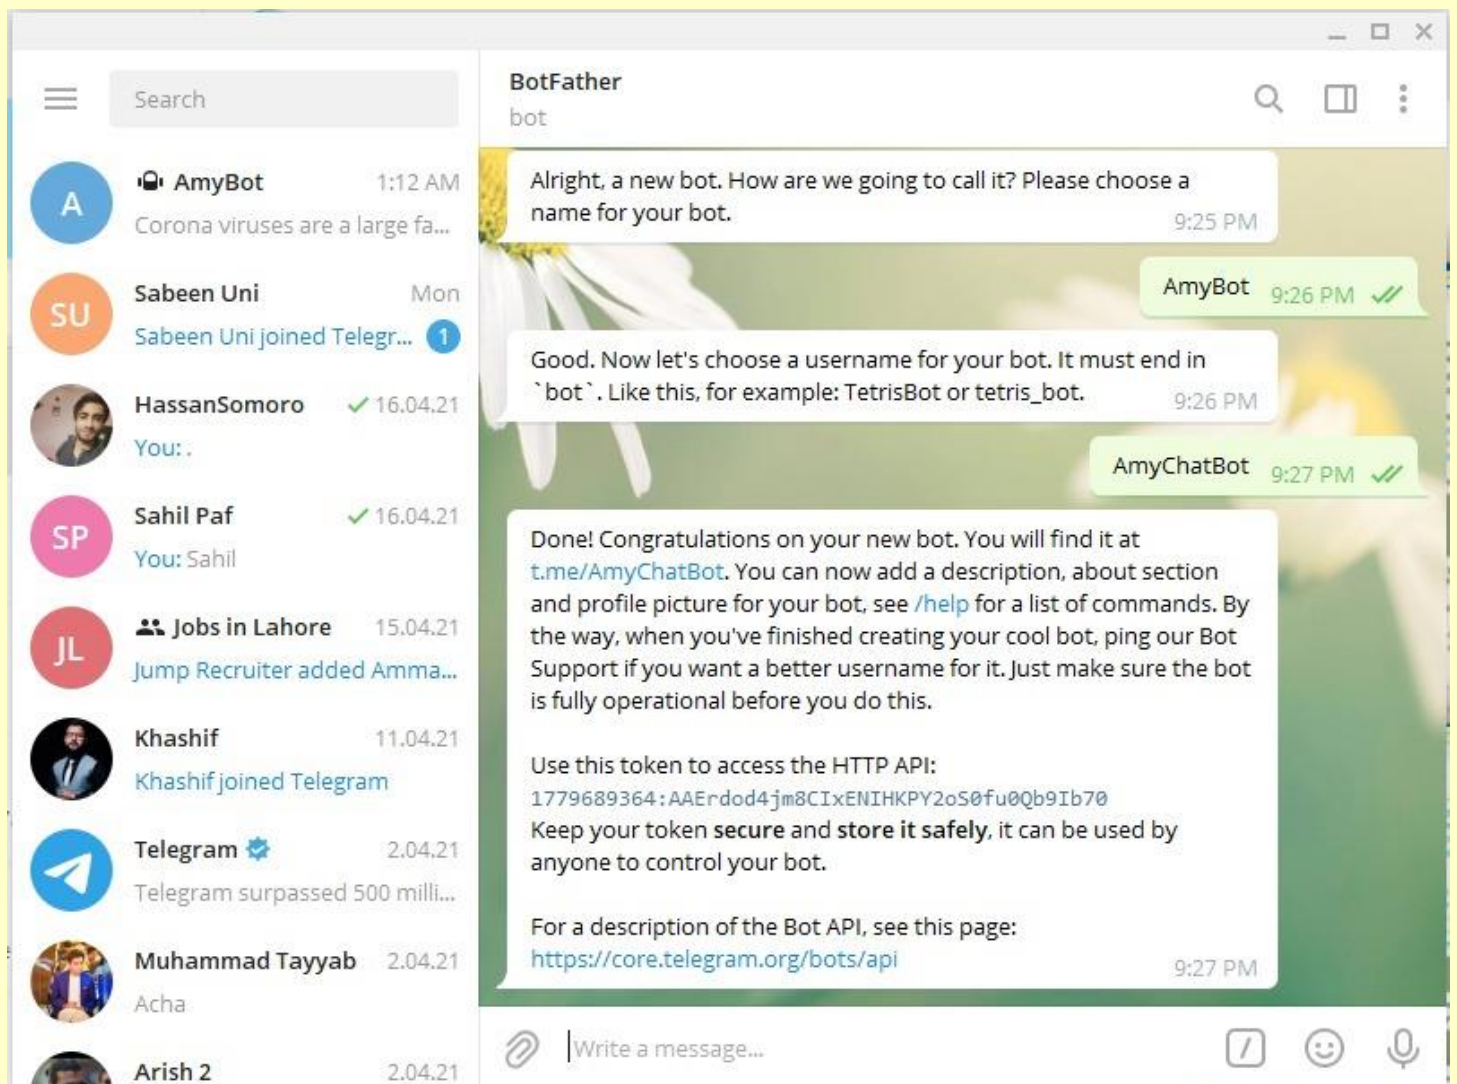 Search
AmyBot 1:12 AM
Corona viruses are a large fa...
Sabeen Uni Mon
Sabeen Uni joined Telegr... 1
HassanSomoro 16.04.21
You: .
Sahil Paf 16.04.21
You: Sahil
Jobs in Lahore 15.04.21
Jump Recruiter added Amma...
Khashif 11.04.21
Khashif joined Telegram
Telegram 2.04.21
Telegram surpassed 500 milli...
Muhammad Tayyab 2.04.21
Acha
Arish 2 2.04.21
A
SU
SP
JL
BotFather
bot
Alright, a new bot. How are we going to call it? Please choose a
name for your bot.
9:25 PM
AmyBot 9:26 PM
Good. Now let's choose a username for your bot. It must end in
`bot`. Like this, for example: TetrisBot or tetris_bot.
9:26 PM
AmyChatBot 9:27 PM
Done! Congratulations on your new bot. You will find it at
t.me/AmyChatBot. You can now add a description, about section
and profile picture for your bot, see /help for a list of commands. By
the way, when you've finished creating your cool bot, ping our Bot
Support if you want a better username for it. Just make sure the bot
is fully operational before you do this.
Use this token to access the HTTP API:
1779689364:AAErdod4jm8CIxENIHKPY2oS0fu0Qb9Ib70
Keep your token secure and store it safely, it can be used by
anyone to control your bot.
For a description of the Bot API, see this page:
https://core.telegram.org/bots/api
9:27 PM
Write a message...